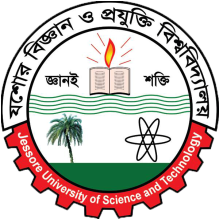 যশোর বিজ্ঞান ও প্রযুক্তি বিশ্ববিদ্যালয়
জ্ঞানই শক্তি
Jessore University of Science and Technology